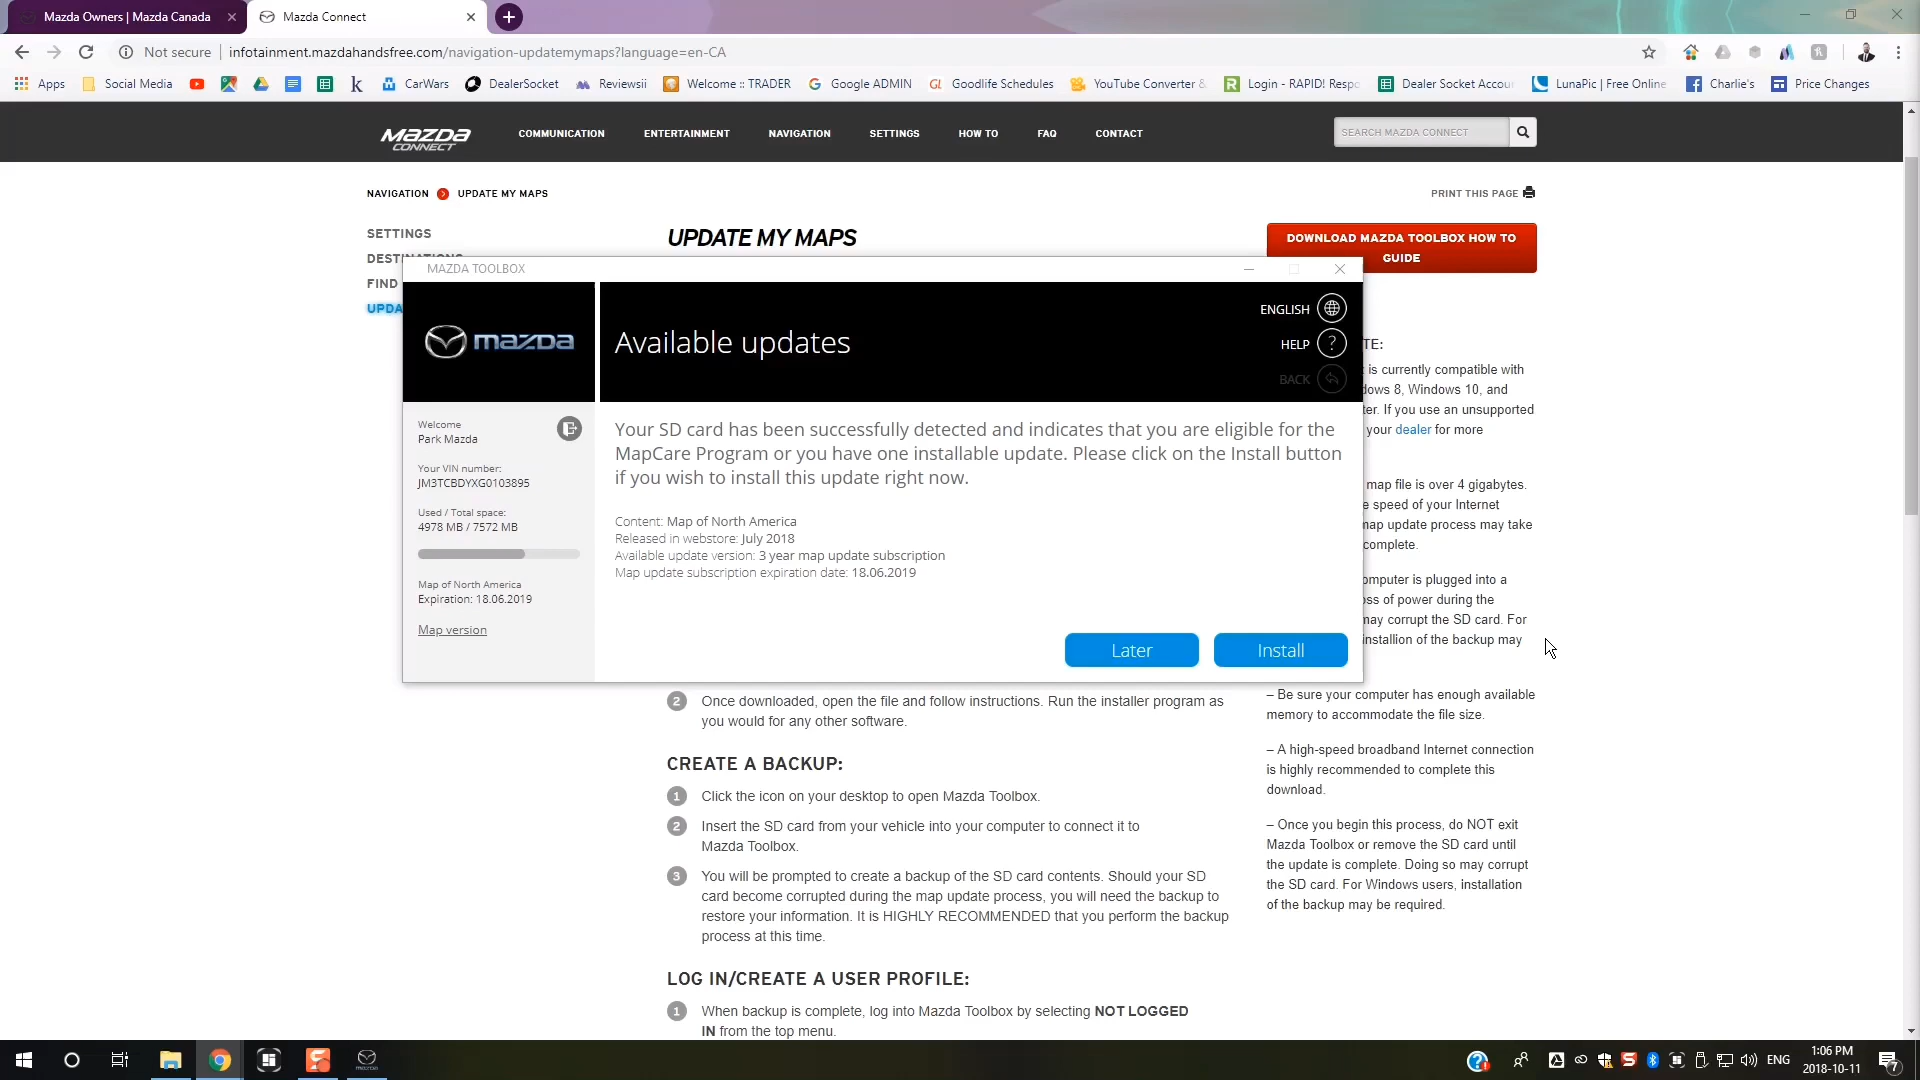 Mazda Owners | Mazda Canada
Mazda Connect
Not secure
infotainment.mazdahandsfree.com/navigation-updatemymaps?language=en-CA
Apps
Social Media
CarWars
DealerSocket
Reviewsii
Welcome :: TRADER
Google ADMIN
Goodlife Schedules
YouTube Converter &
Login - RAPID! Respo
Dealer Socket Accou
LunaPic | Free Online
Charlie's
Price Changes
MAZDA
CONNECT
COMMUNICATION
ENTERTAINMENT
NAVIGATION
SETTINGS
HOW TO
FAQ
CONTACT
SEARCH MAZDA CONNECT
NAVIGATION
UPDATE MY MAPS
PRINT THIS PAGE
SETTINGS
FIND
UPDA
UPDATE MY MAPS
DOWNLOAD MAZDA TOOLBOX HOW TO
GUIDE
MAZDA TOOLBOX
mazda
Available updates
ENGLISH
HELP
?
BACK
Welcome
Park Mazda
Your VIN number:
JM3TCBDYXG0103895
Used / Total space:
4978 MB / 7572 MB
Map of North America
Expiration: 18.06.2019
Map version
Your SD card has been successfully detected and indicates that you are eligible for the
MapCare Program or you have one installable update. Please click on the Install button
if you wish to install this update right now.
Content: Map of North America
Released in webstore: July 2018
Available update version: 3 year map update subscription
Map update subscription expiration date: 18.06.2019
Later
Install
TE:
is currently compatible with
dows 8, Windows 10, and
ter. If you use an unsupported
your dealer for more
map file is over 4 gigabytes.
e speed of your Internet
map update process may take
complete.
omputer is plugged into a
oss of power during the
may corrupt the SD card. For
installion of the backup may
– Be sure your computer has enough available
memory to accommodate the file size.
– A high-speed broadband Internet connection
is highly recommended to complete this
download.
– Once you begin this process, do NOT exit
Mazda Toolbox or remove the SD card until
the update is complete. Doing so may corrupt
the SD card. For Windows users, installation
of the backup may be required.
2 Once downloaded, open the file and follow instructions. Run the installer program as
you would for any other software.
CREATE A BACKUP:
1 Click the icon on your desktop to open Mazda Toolbox.
2 Insert the SD card from your vehicle into your computer to connect it to
Mazda Toolbox.
3 You will be prompted to create a backup of the SD card contents. Should your SD
card become corrupted during the map update process, you will need the backup to
restore your information. It is HIGHLY RECOMMENDED that you perform the backup
process at this time.
LOG IN/CREATE A USER PROFILE:
1 When backup is complete, log into Mazda Toolbox by selecting NOT LOGGED
IN from the top menu.
ENG
1:06 PM
2018-10-11
7